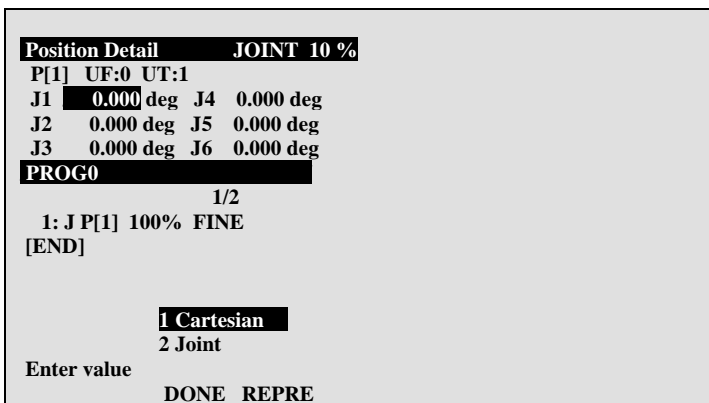 Position Detail JOINT 10 %
P[1] UF:0 UT:1
J1 0.000 deg J4 0.000 deg
J2 0.000 deg J5 0.000 deg
J3 0.000 deg J6 0.000 deg
PROG0
1/2
1: J P[1] 100% FINE
[END]
1 Cartesian
2 Joint
Enter value
DONE REPRE